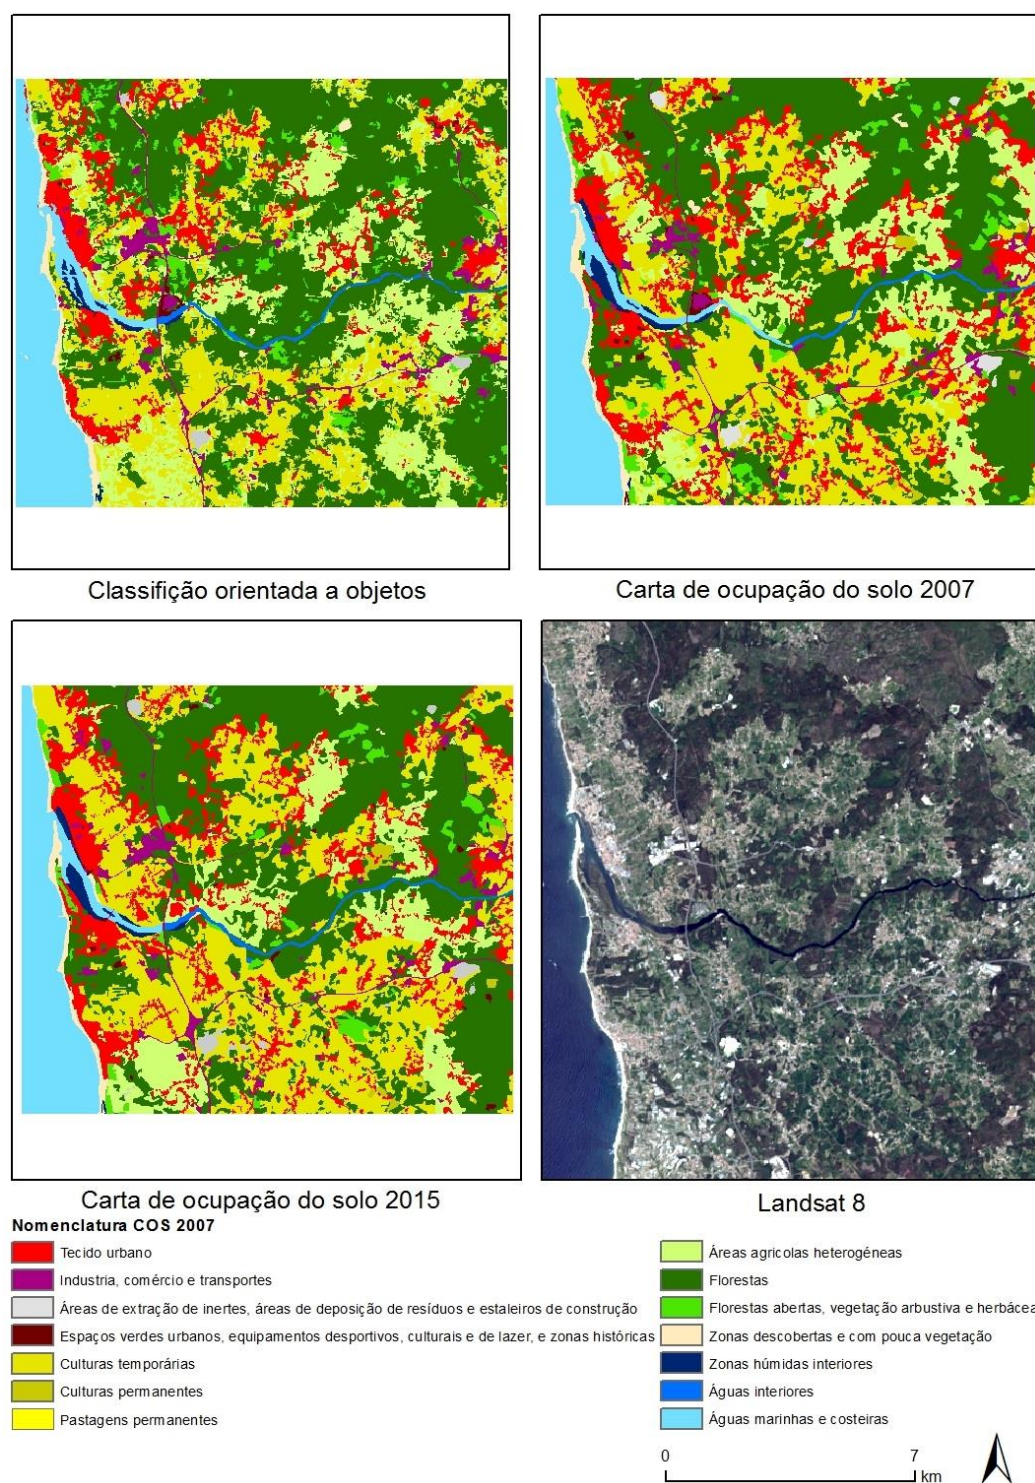 Classifição orientada a objetos
Carta de ocupação do solo 2007
Carta de ocupação do solo 2015
Landsat 8
Nomenclatura COS 2007
Tecido urbano
Industria, comércio e transportes
Áreas de extração de inertes, áreas de deposição de resíduos e estaleiros de construção
Espaços verdes urbanos, equipamentos desportivos, culturais e de lazer, e zonas históricas
Culturas temporárias
Culturas permanentes
Pastagens permanentes
Áreas agricolas heterogéneas
Florestas
Florestas abertas, vegetação arbustiva e herbácea
Zonas descobertas e com pouca vegetação
Zonas húmidas interiores
Águas interiores
Águas marinhas e costeiras
0 7
km